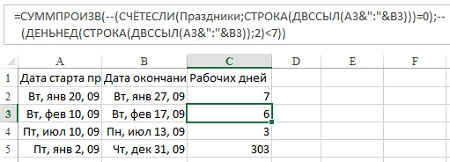 =СУММПРОИЗВ(--(СЧЁТЕСЛИ(Праздники;СТРОКА(ДВССЫЛ(A3&":"&B3)))=0);--
(ДЕНЬНЕД(СТРОКА(ДВССЫЛ(A3&":"&B3));2)<7))
A B C D E F
1 Дата старта пр Дата окончани Рабочих дней
2 Вт, янв 20, 09 Вт, янв 27, 09 7
3 Вт, фев 10, 09 Вт, фев 17, 09 6
4 Пт, июл 10, 09 Пн, июл 13, 09 3
5 Пт, янв 2, 09 Чт, дек 31, 09 303